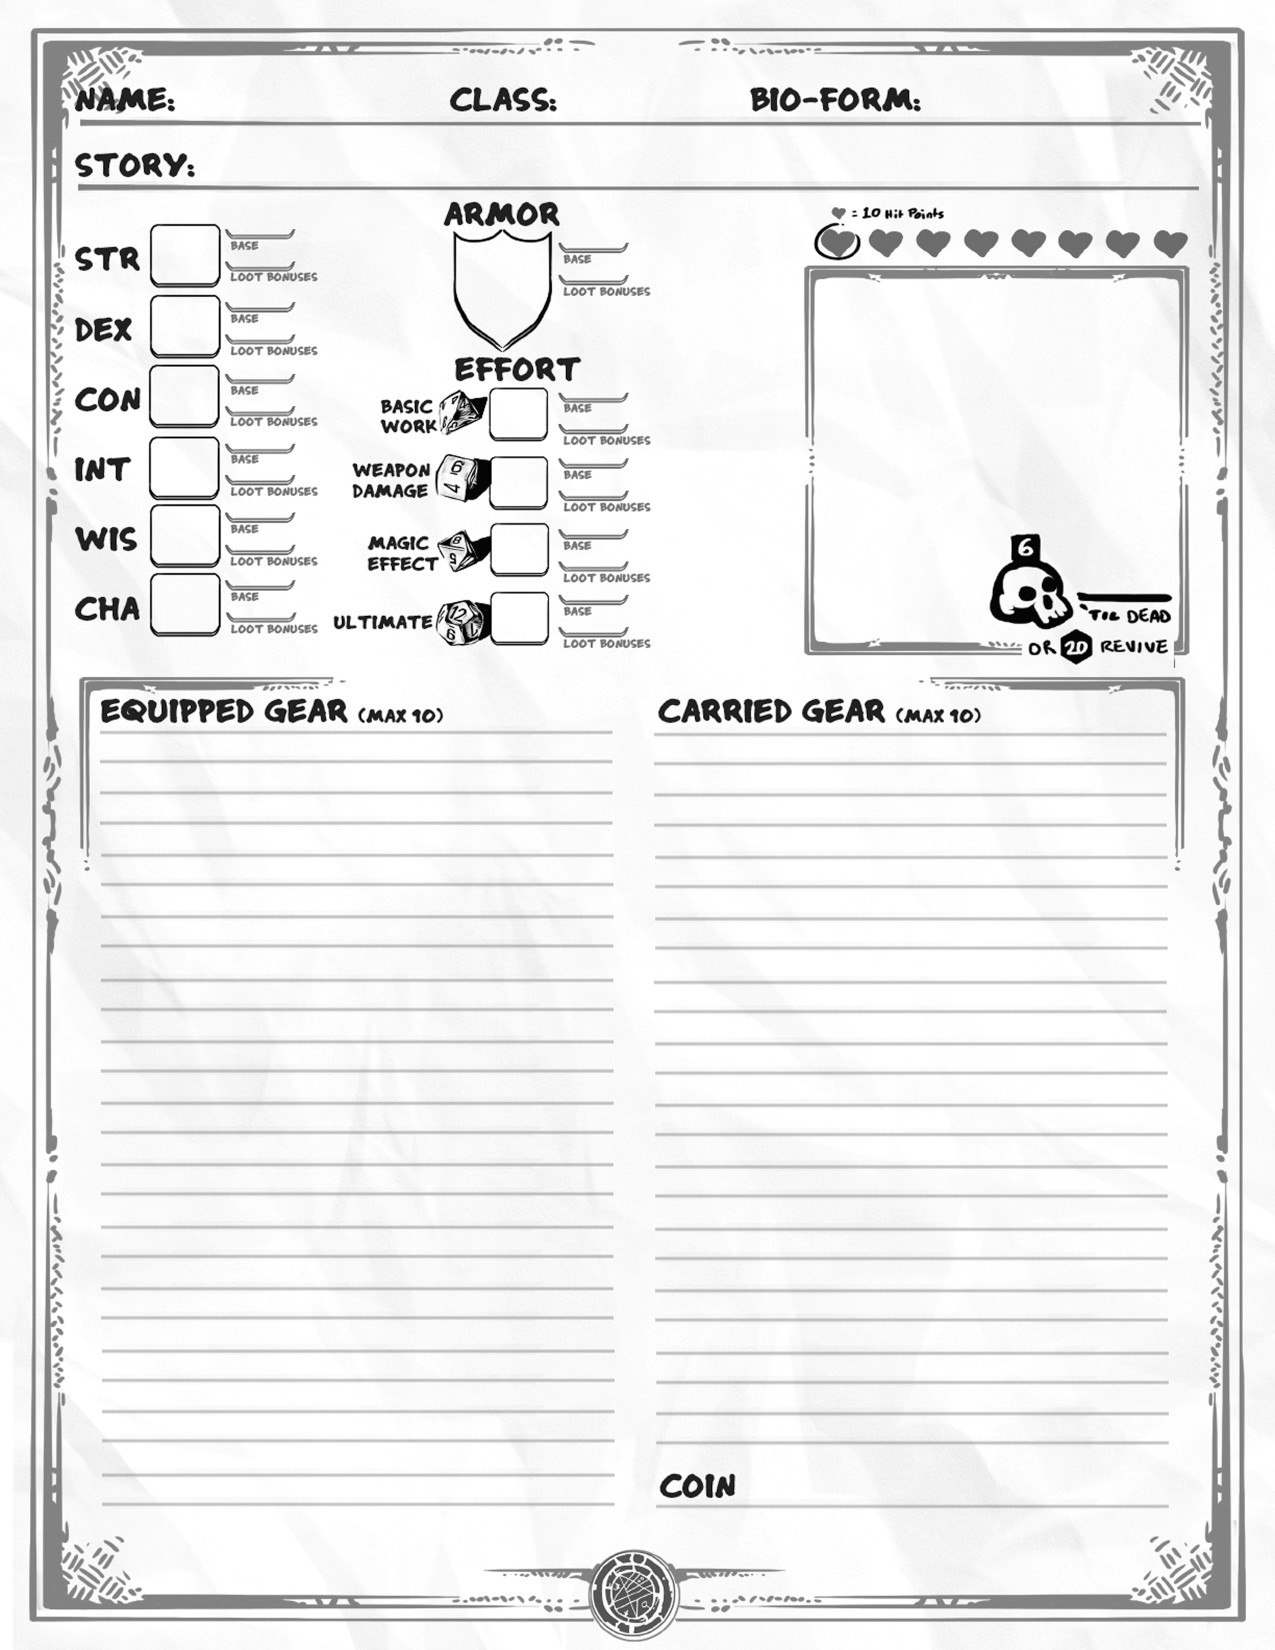 NAME: CLASS: BIO-FORM:
STORY:
♥ = 10 Hit Points
STR
BASE
LOOT BONUSES
DEX
BASE
LOOT BONUSES
CON
BASE
LOOT BONUSES
INT
BASE
LOOT BONUSES
WIS
BASE
LOOT BONUSES
CHA
BASE
LOOT BONUSES
ARMOR
BASE
LOOT BONUSES
EFFORT
BASIC
WORK
BASE
LOOT BONUSES
WEAPON
DAMAGE
6
4
BASE
LOOT BONUSES
MAGIC
EFFECT
8
5
BASE
LOOT BONUSES
ULTIMATE
12
6
BASE
LOOT BONUSES
6
'TIL DEAD
OR 20 REVIVE
EQUIPPED GEAR (MAX 10)
CARRIED GEAR (MAX 10)
COIN